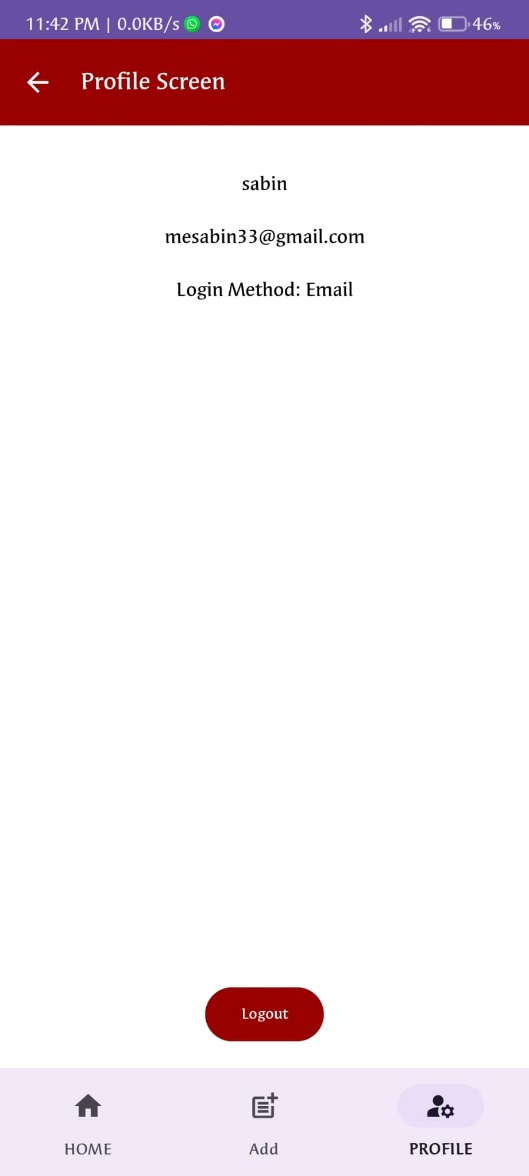 11:42 PM | 0.0KB/s
46%
Profile Screen
sabin
mesabin33@gmail.com
Login Method: Email
Logout
HOME
Add
PROFILE